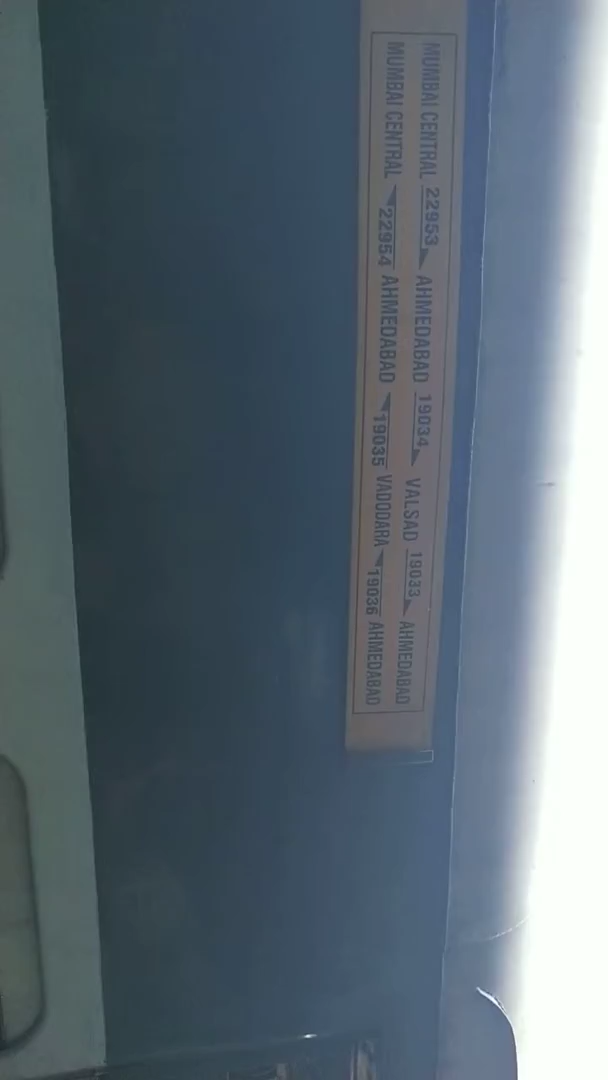 MUMBAI CENTRAL 22953 ► AHMEDABAD 19034 ► VALSAD 19033 ► AHMEDABAD
MUMBAI CENTRAL ◄ 22954 AHMEDABAD ◄ 19035 VADODARA ◄ 19036 AHMEDABAD